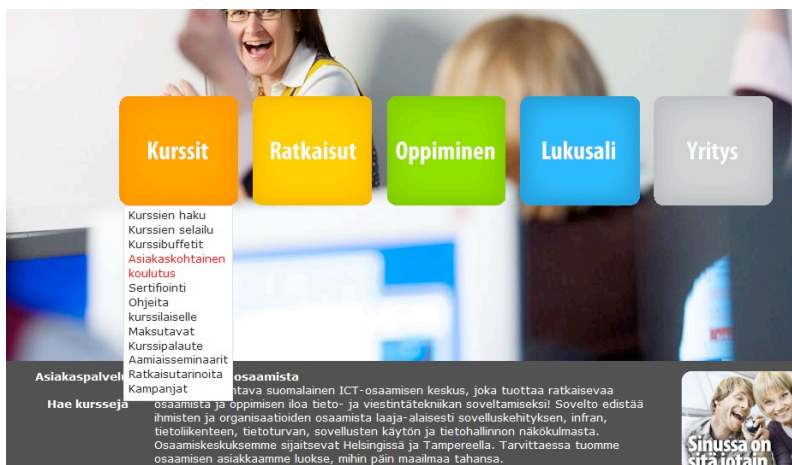 Kurssit
Ratkaisut
Oppiminen
Lukusali
Yritys
Kurssien haku
Kurssien selailu
Kurssibuffetit
Asiakaskohtainen
koulutus
Sertifiointi
Ohjeita
kurssilaiselle
Maksutavat
Kurssipalaute
Aamiaisseminaarit
Ratkaisutarinoita
Kampanjat
Hae kursseja
osaamista
suomalainen ICT-osaamisen keskus, joka tuottaa ratkaisevaa
osaamista ja oppimisen iloa tieto- ja viestintätekniikan soveltamiseksi! Sovelto edistää
ihmisten ja organisaatioiden osaamista laaja-alaisesti sovelluskehityksen, infran,
tietoliikenteen, tietoturvan, sovellusten käytön ja tietohallinnon näkökulmasta.
Osaamiskeskuksemme sijaitsevat Helsingissä ja Tampereella. Tarvittaessa tuomme
osaamisen asiakkaamme luokse, mihin päin maailmaa tahansa.
Sinussa on
sitä jotain